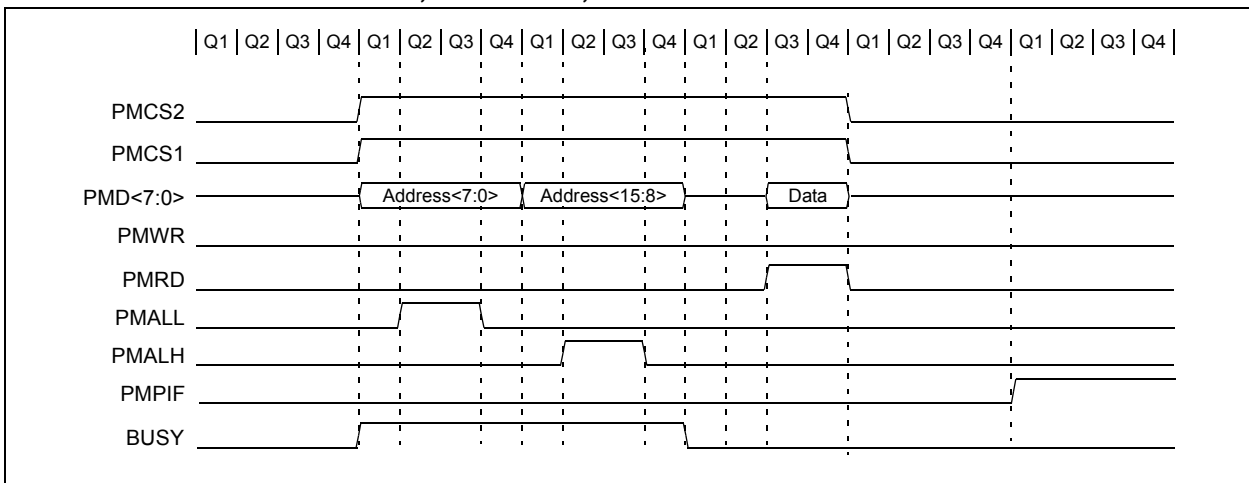 Q1 Q2 Q3 Q4 Q1 Q2 Q3 Q4 Q1 Q2 Q3 Q4 Q1 Q2 Q3 Q4 Q1 Q2 Q3 Q4 Q1 Q2 Q3 Q4
PMCS2
PMCS1
PMD<7:0> Address<7:0> Address<15:8> Data
PMWR
PMRD
PMALL
PMALH
PMPIF
BUSY